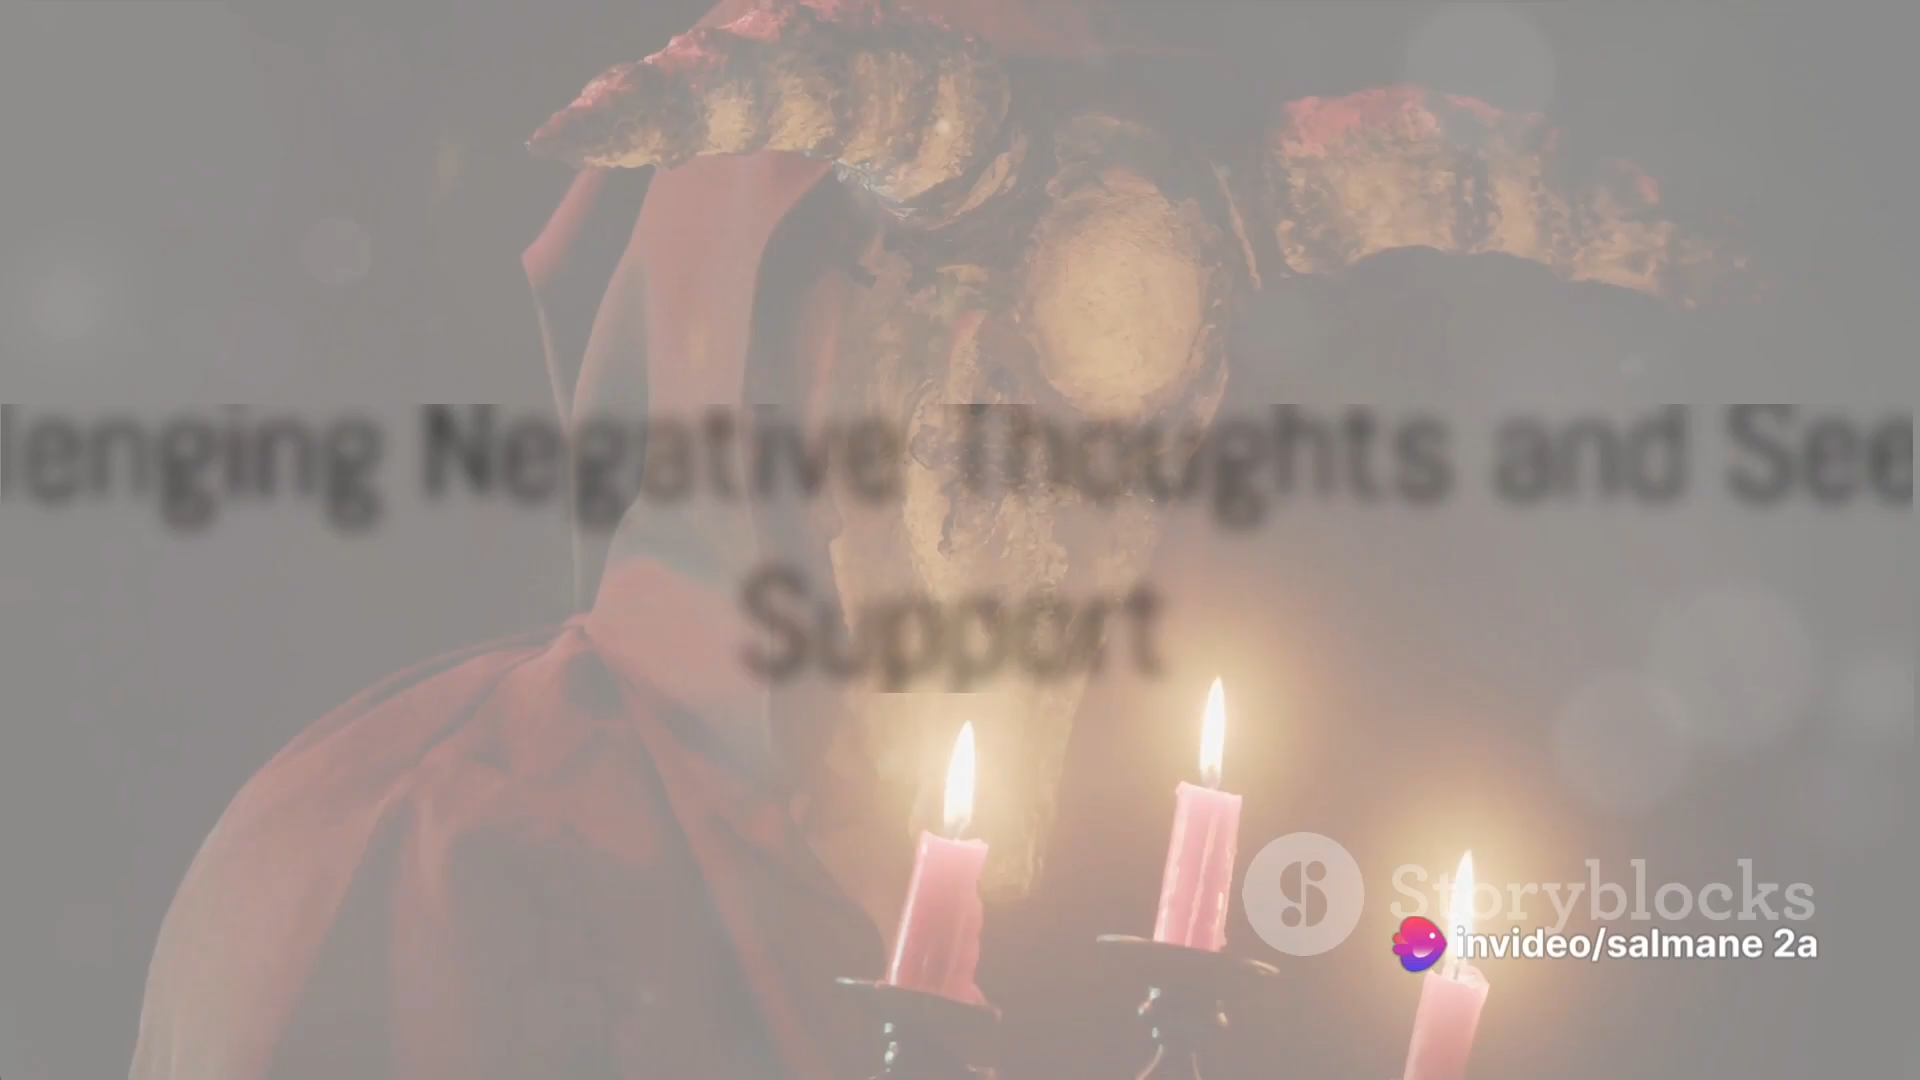 lenging Negative Thoughts and See
Support
Storyblocks
invideo/salmane 2a